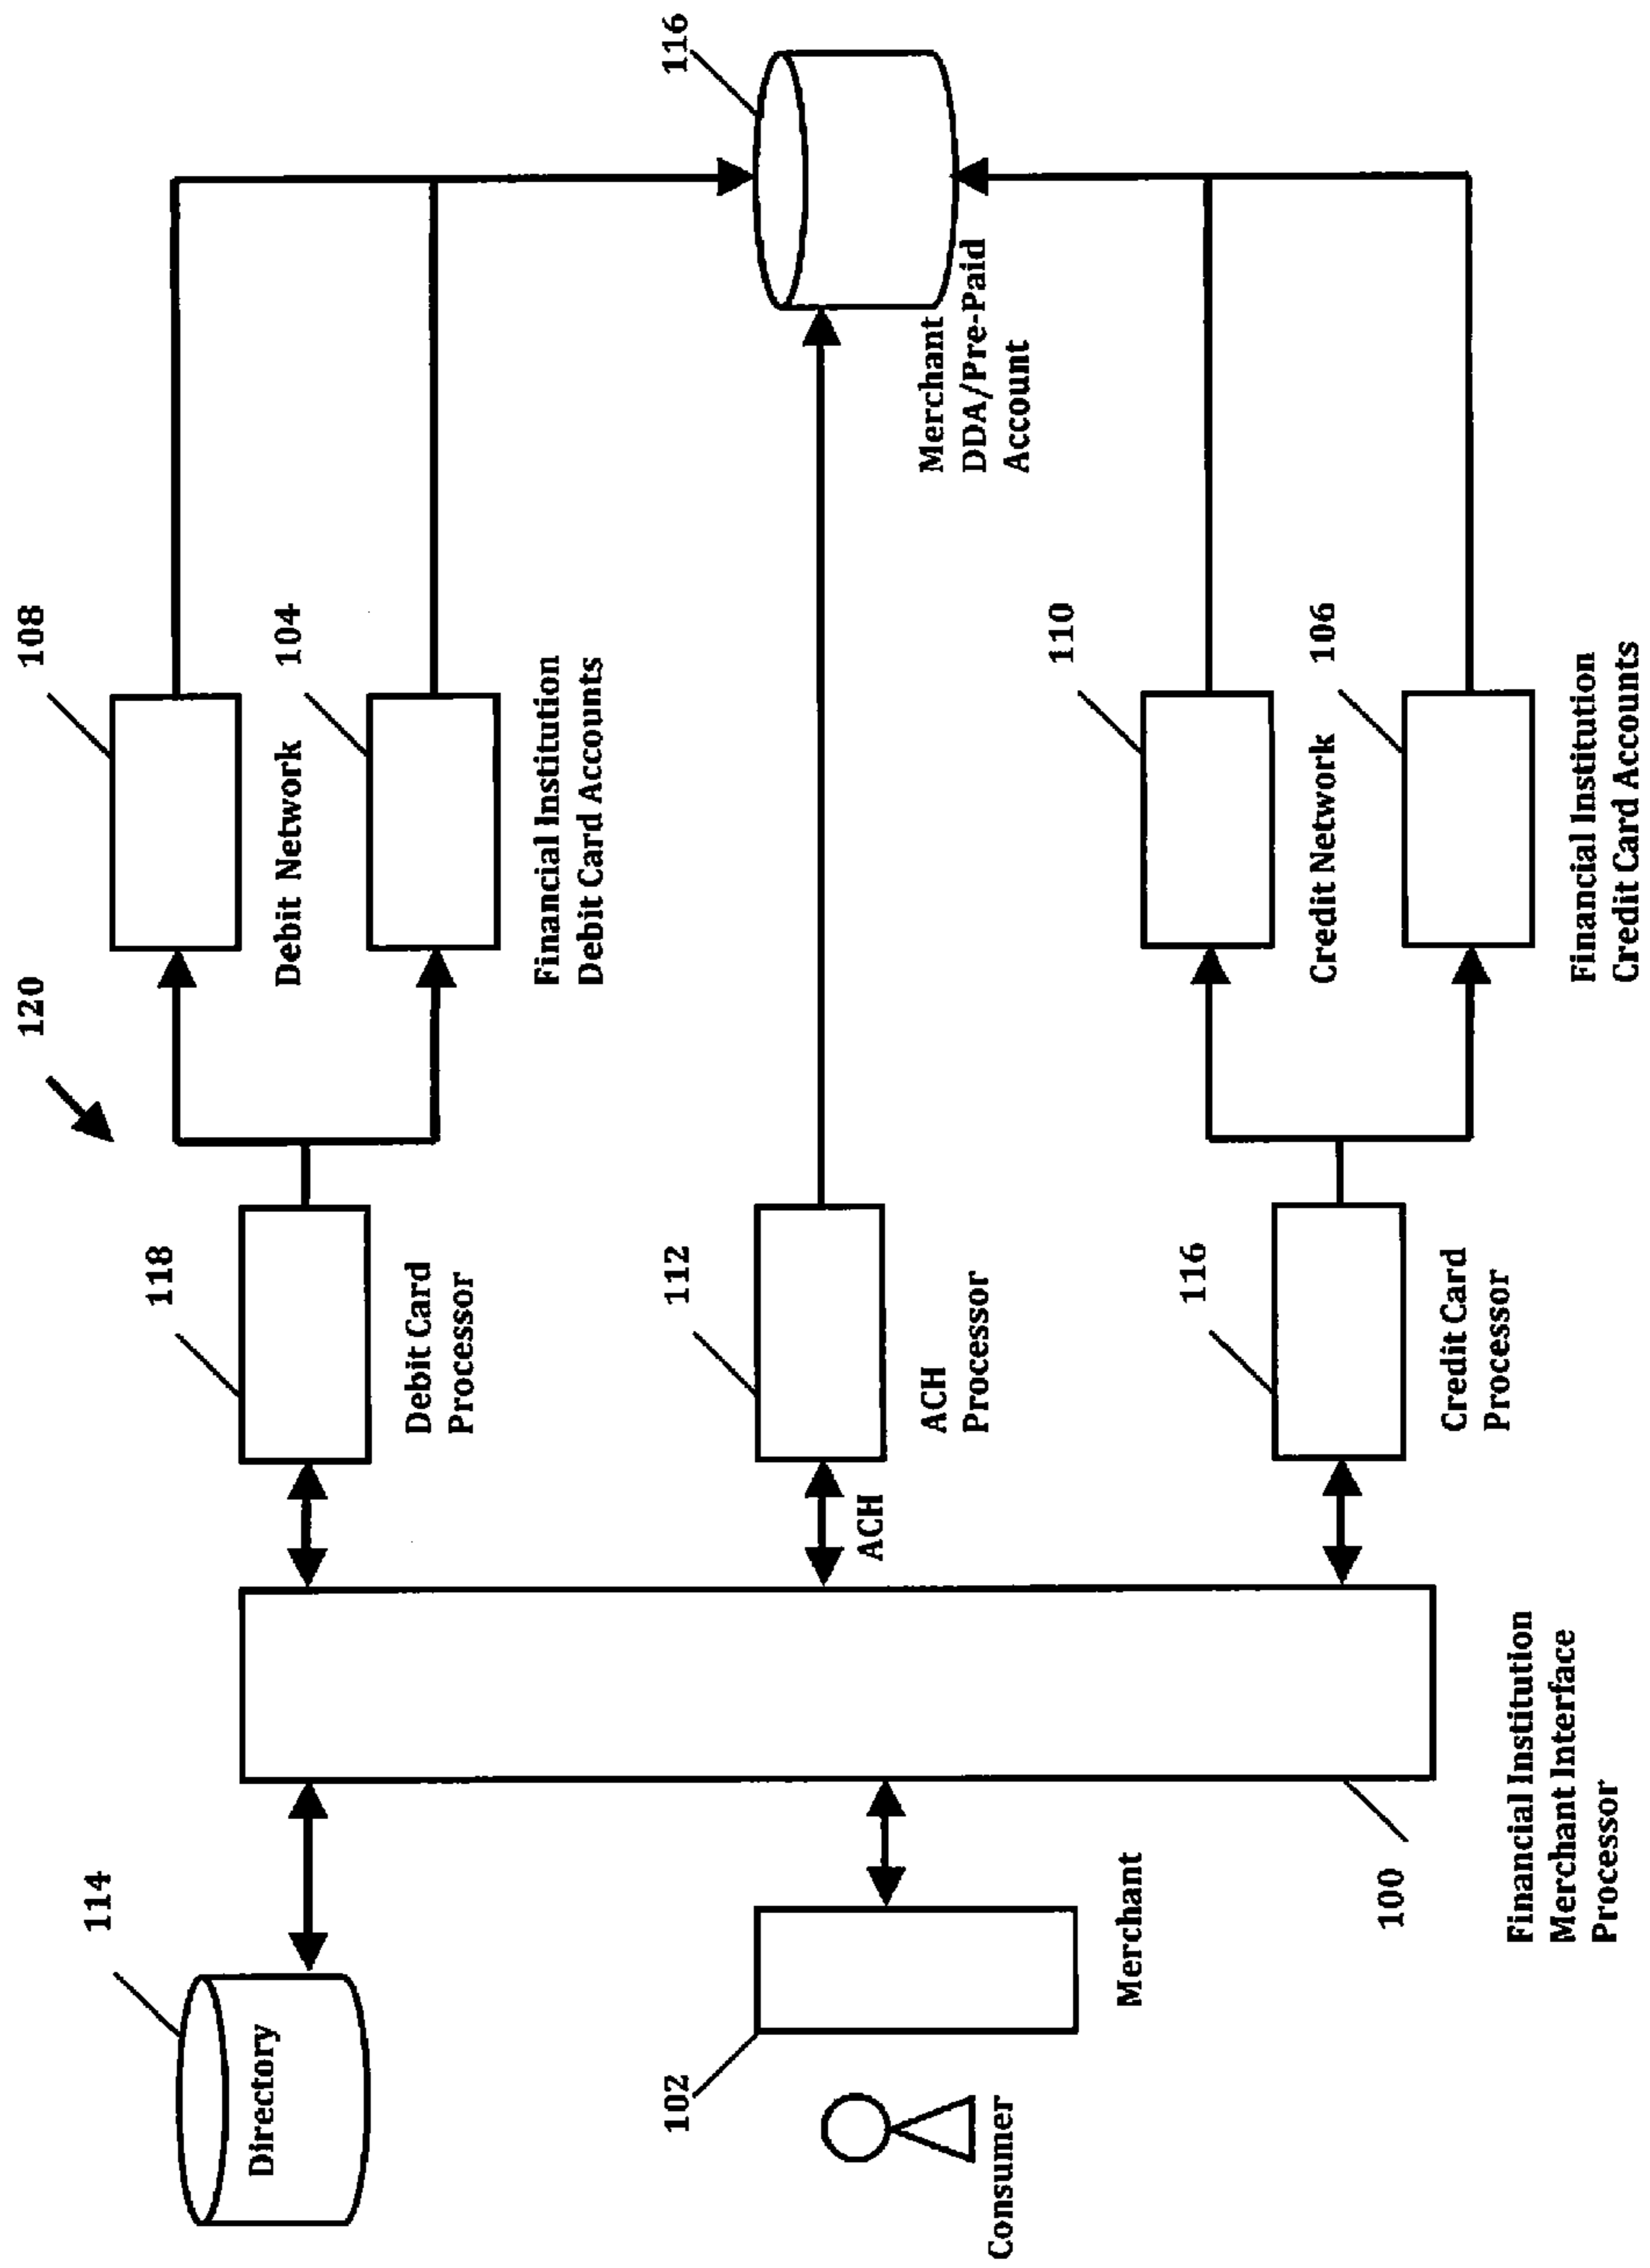 120
108
Debit Network
104
Financial Institution
Debit Card Accounts
118
Debit Card
Processor
114
Directory
116
Merchant
DDA/Pre-Paid
Account
112
ACH
Processor
ACH
102
Merchant
Consumer
110
Credit Network
106
Financial Institution
Credit Card Accounts
116
Credit Card
Processor
100
Financial Institution
Merchant Interface
Processor